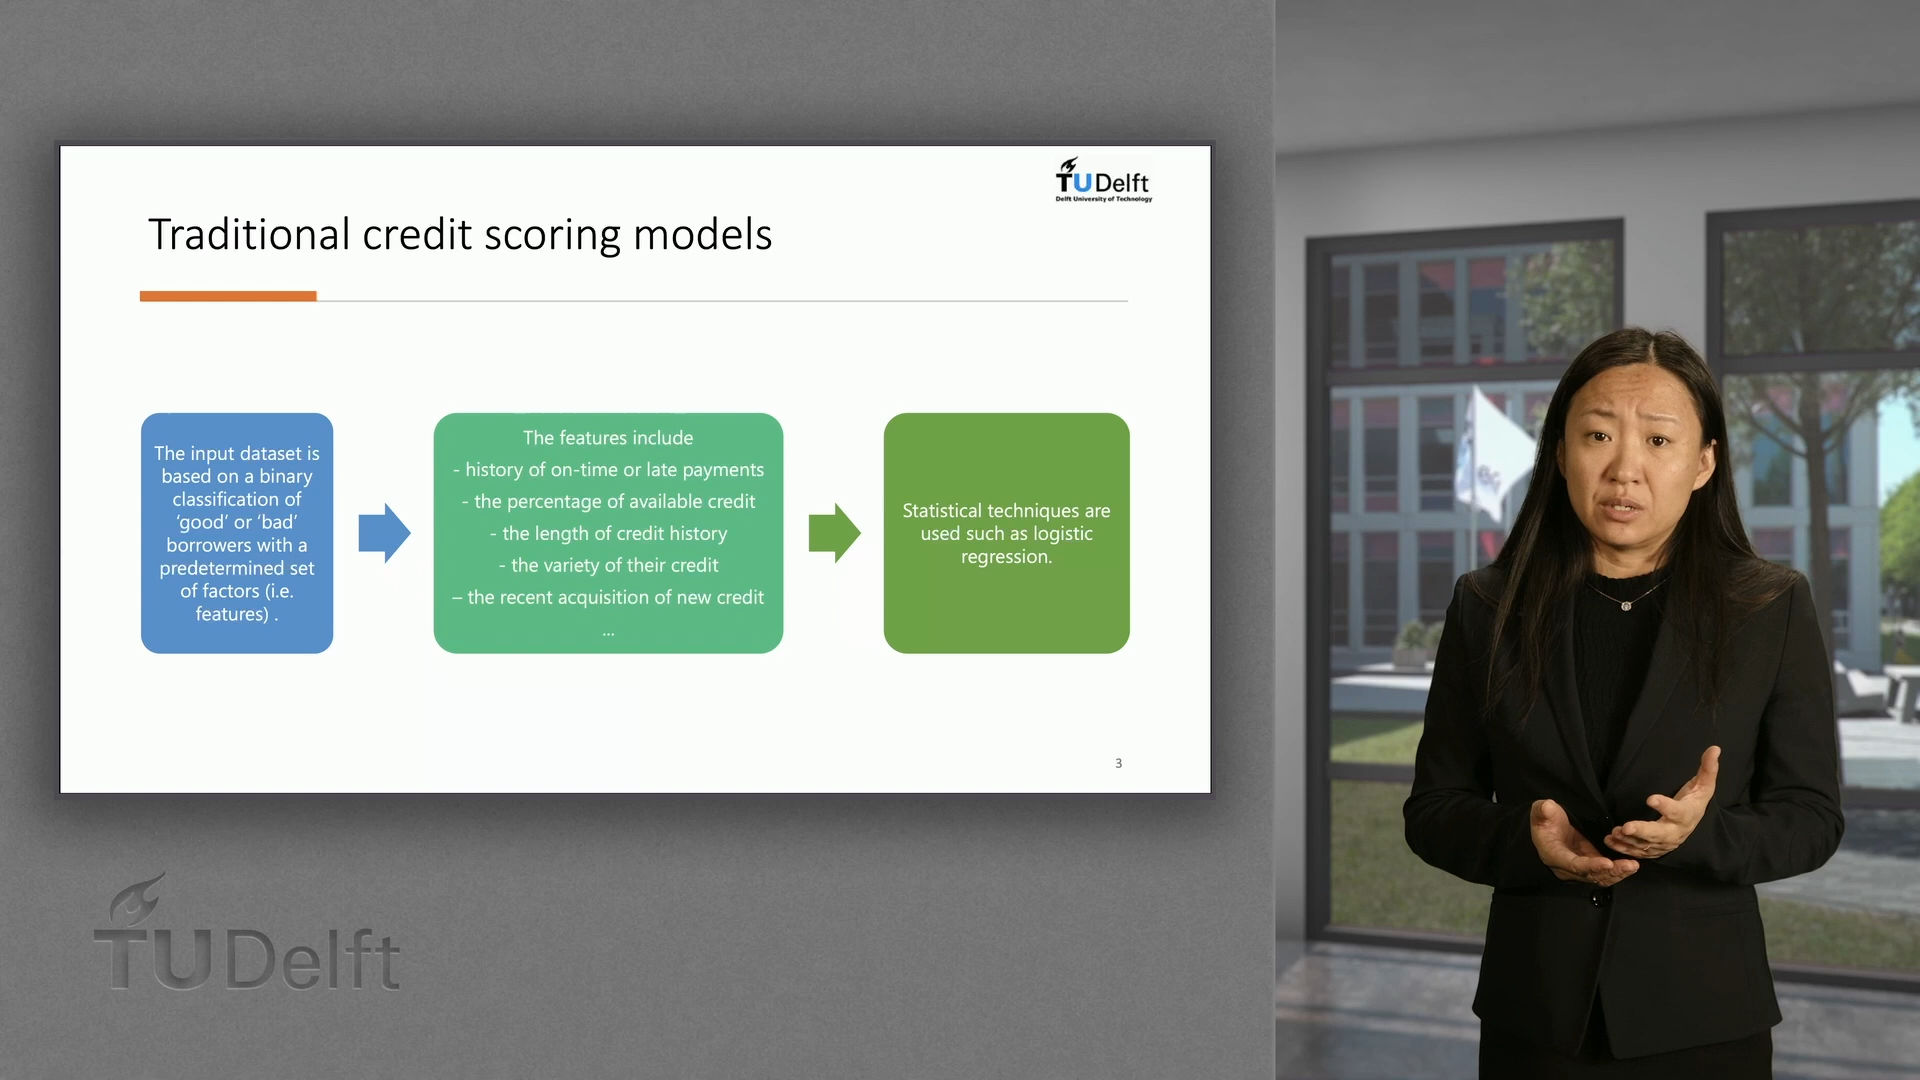 TUDelft
Delft University of Technology
Traditional credit scoring models
The input dataset is
based on a binary
classification of
‘good’ or ‘bad’
borrowers with a
predetermined set
of factors (i.e.
features) .
The features include
- history of on-time or late payments
- the percentage of available credit
- the length of credit history
- the variety of their credit
– the recent acquisition of new credit
...
Statistical techniques are
used such as logistic
regression.
3
TUDelft